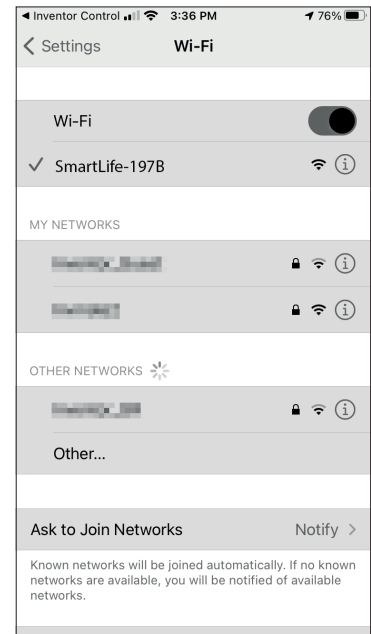 Inventor Control 3:36 PM 76%
Settings Wi-Fi
Wi-Fi
SmartLife-197B
MY NETWORKS
OTHER NETWORKS
Other...
Ask to Join Networks Notify
Known networks will be joined automatically. If no known
networks are available, you will be notified of available
networks.